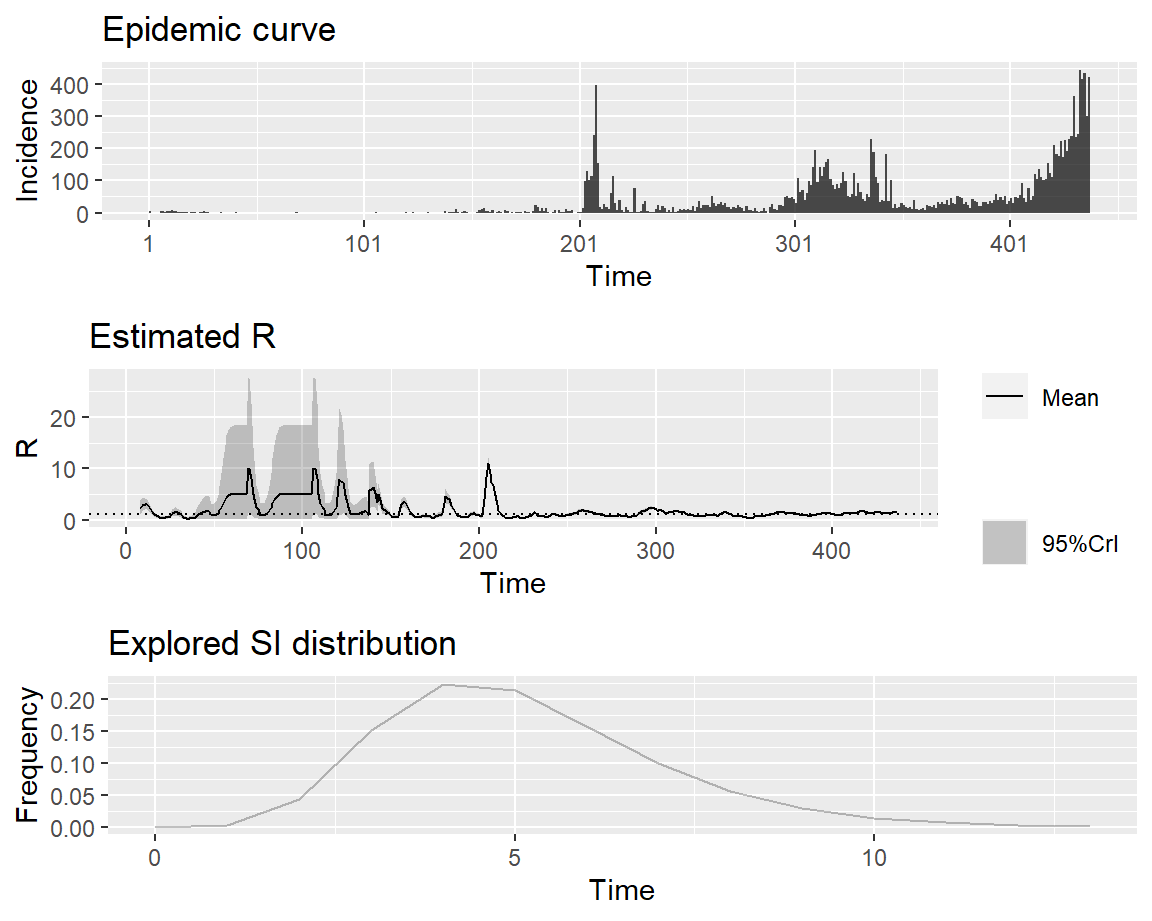 Epidemic curve
Incidence
400
300
200
100
0
1 101 201 301 401
Time
Estimated R
R
20
10
0
0 100 200 300 400
Time
Mean
95%CrI
Explored SI distribution
Frequency
0.20
0.15
0.10
0.05
0.00
0 5 10
Time